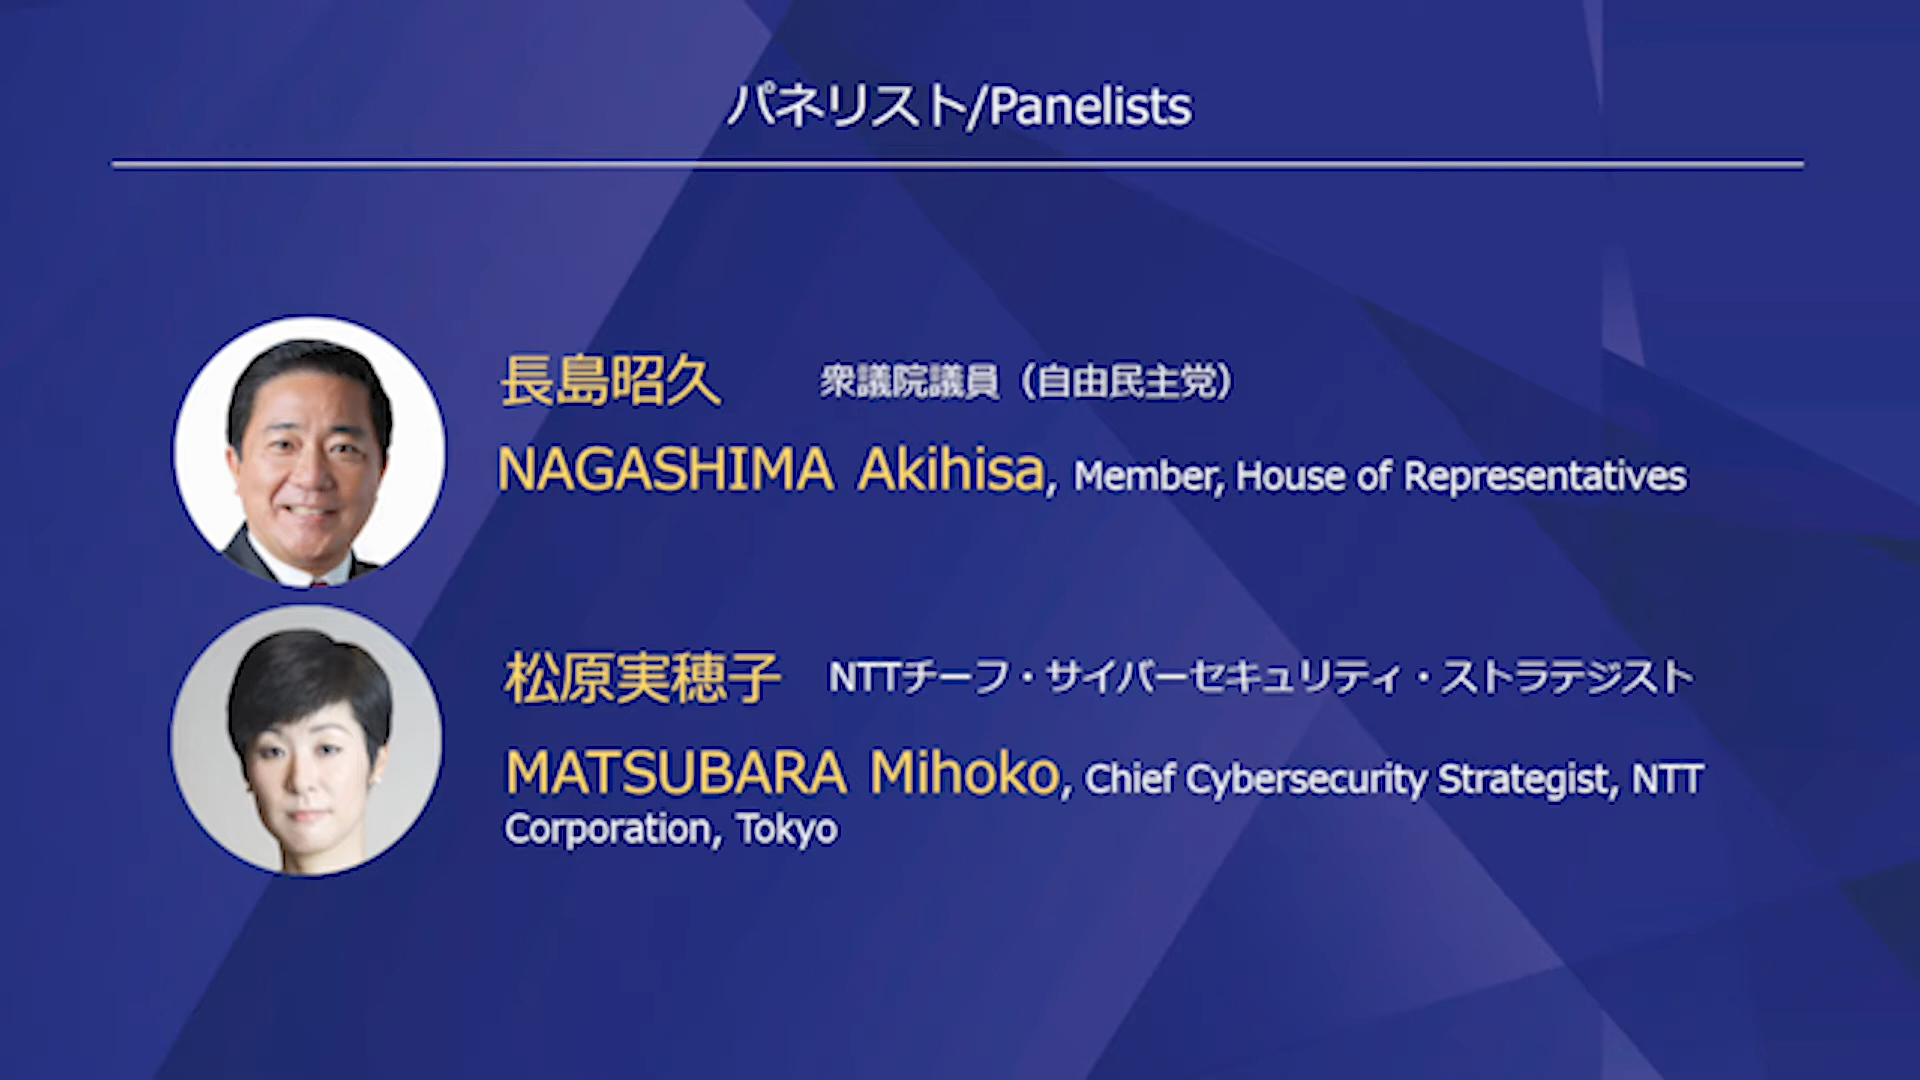 パネリスト/Panelists
長島昭久 衆議院議員（自由民主党）
NAGASHIMA Akihisa, Member, House of Representatives
松原実穂子 NTTチーフ・サイバーセキュリティ・ストラテジスト
MATSUBARA Mihoko, Chief Cybersecurity Strategist, NTT
Corporation, Tokyo